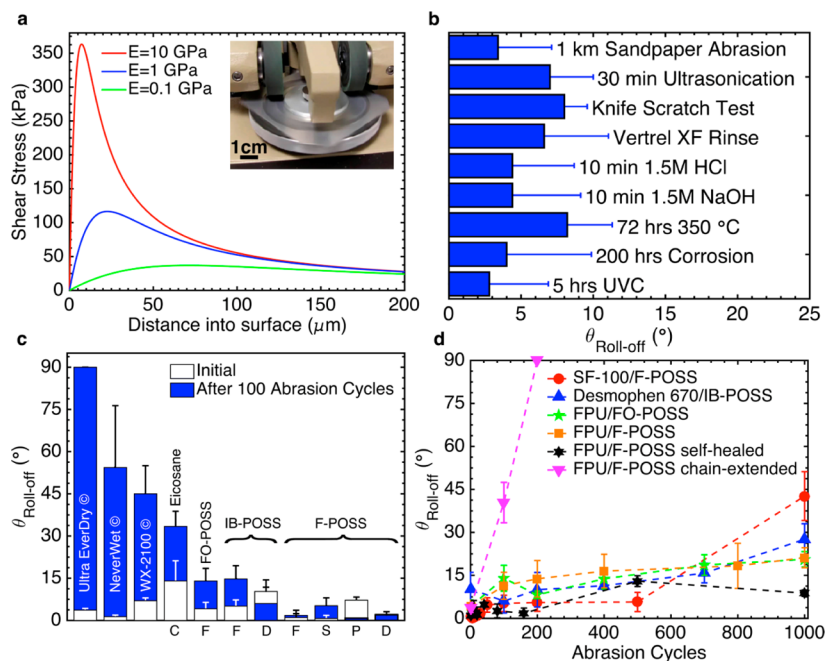 a
E=10 GPa
E=1 GPa
E=0.1 GPa
1cm
350
300
250
200
150
100
50
0
Shear Stress (kPa)
0 50 100 150 200
Distance into surface (μm)
b
1 km Sandpaper Abrasion
30 min Ultrasonication
Knife Scratch Test
Vertrel XF Rinse
10 min 1.5M HCl
10 min 1.5M NaOH
72 hrs 350 °C
200 hrs Corrosion
5 hrs UVC
0 5 10 15 20 25
θRoll-off (°)
c
Initial
After 100 Abrasion Cycles
90
75
60
45
30
15
0
θRoll-off (°)
Ultra EverDry ©
NeverWet ©
WX-2100 ©
Eicosane
FO-POSS
IB-POSS
F-POSS
C F F D F S P D
d
SF-100/F-POSS
Desmophen 670/IB-POSS
FPU/FO-POSS
FPU/F-POSS
FPU/F-POSS self-healed
FPU/F-POSS chain-extended
90
75
60
45
30
15
0
θRoll-off (°)
0 200 400 600 800 1000
Abrasion Cycles